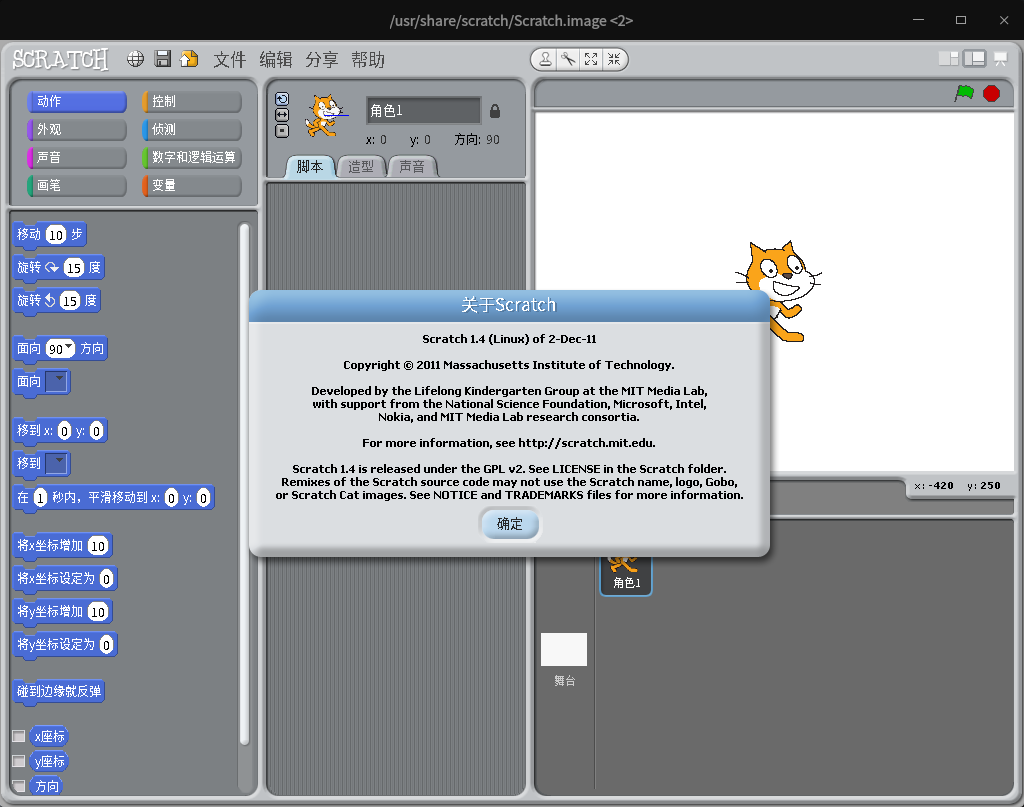 /usr/share/scratch/Scratch.image <2>
SCRATCH 文件 编辑 分享 帮助
动作 控制
外观 侦测
声音 数字和逻辑运算
画笔 变量
角色1
x: 0 y: 0 方向: 90
脚本 造型 声音
移动 10 步
旋转 15 度
旋转 15 度
面向 90 方向
面向
移到 x: 0 y: 0
移到
在 1 秒内，平滑移动到 x: 0 y: 0
将x坐标增加 10
将x坐标设定为 0
将y坐标增加 10
将y坐标设定为 0
碰到边缘就反弹
x座标
y座标
方向
关于Scratch
Scratch 1.4 (Linux) of 2-Dec-11
Copyright © 2011 Massachusetts Institute of Technology.
Developed by the Lifelong Kindergarten Group at the MIT Media Lab,
with support from the National Science Foundation, Microsoft, Intel,
Nokia, and MIT Media Lab research consortia.
For more information, see http://scratch.mit.edu.
Scratch 1.4 is released under the GPL v2. See LICENSE in the Scratch folder.
Remixes of the Scratch source code may not use the Scratch name, logo, Gobo,
or Scratch Cat images. See NOTICE and TRADEMARKS files for more information.
确定
x: -420 y: 250
角色1
舞台